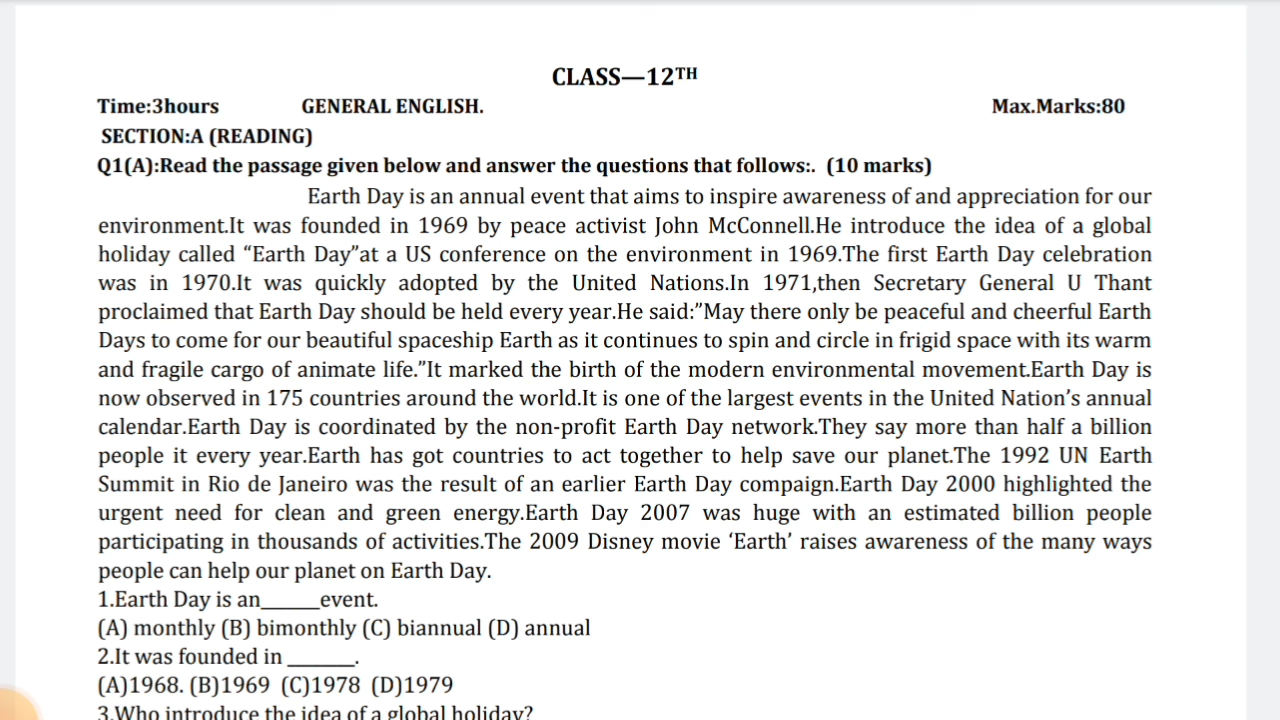 CLASS—12TH
Time:3hours GENERAL ENGLISH. Max.Marks:80
SECTION:A (READING)
Q1(A):Read the passage given below and answer the questions that follows:. (10 marks)
Earth Day is an annual event that aims to inspire awareness of and appreciation for our
environment.It was founded in 1969 by peace activist John McConnell.He introduce the idea of a global
holiday called “Earth Day”at a US conference on the environment in 1969.The first Earth Day celebration
was in 1970.It was quickly adopted by the United Nations.In 1971,then Secretary General U Thant
proclaimed that Earth Day should be held every year.He said:”May there only be peaceful and cheerful Earth
Days to come for our beautiful spaceship Earth as it continues to spin and circle in frigid space with its warm
and fragile cargo of animate life.”It marked the birth of the modern environmental movement.Earth Day is
now observed in 175 countries around the world.It is one of the largest events in the United Nation’s annual
calendar.Earth Day is coordinated by the non-profit Earth Day network.They say more than half a billion
people it every year.Earth has got countries to act together to help save our planet.The 1992 UN Earth
Summit in Rio de Janeiro was the result of an earlier Earth Day compaign.Earth Day 2000 highlighted the
urgent need for clean and green energy.Earth Day 2007 was huge with an estimated billion people
participating in thousands of activities.The 2009 Disney movie ‘Earth’ raises awareness of the many ways
people can help our planet on Earth Day.
1.Earth Day is an______event.
(A) monthly (B) bimonthly (C) biannual (D) annual
2.It was founded in _______.
(A)1968. (B)1969 (C)1978 (D)1979
3.Who introduce the idea of a global holiday?